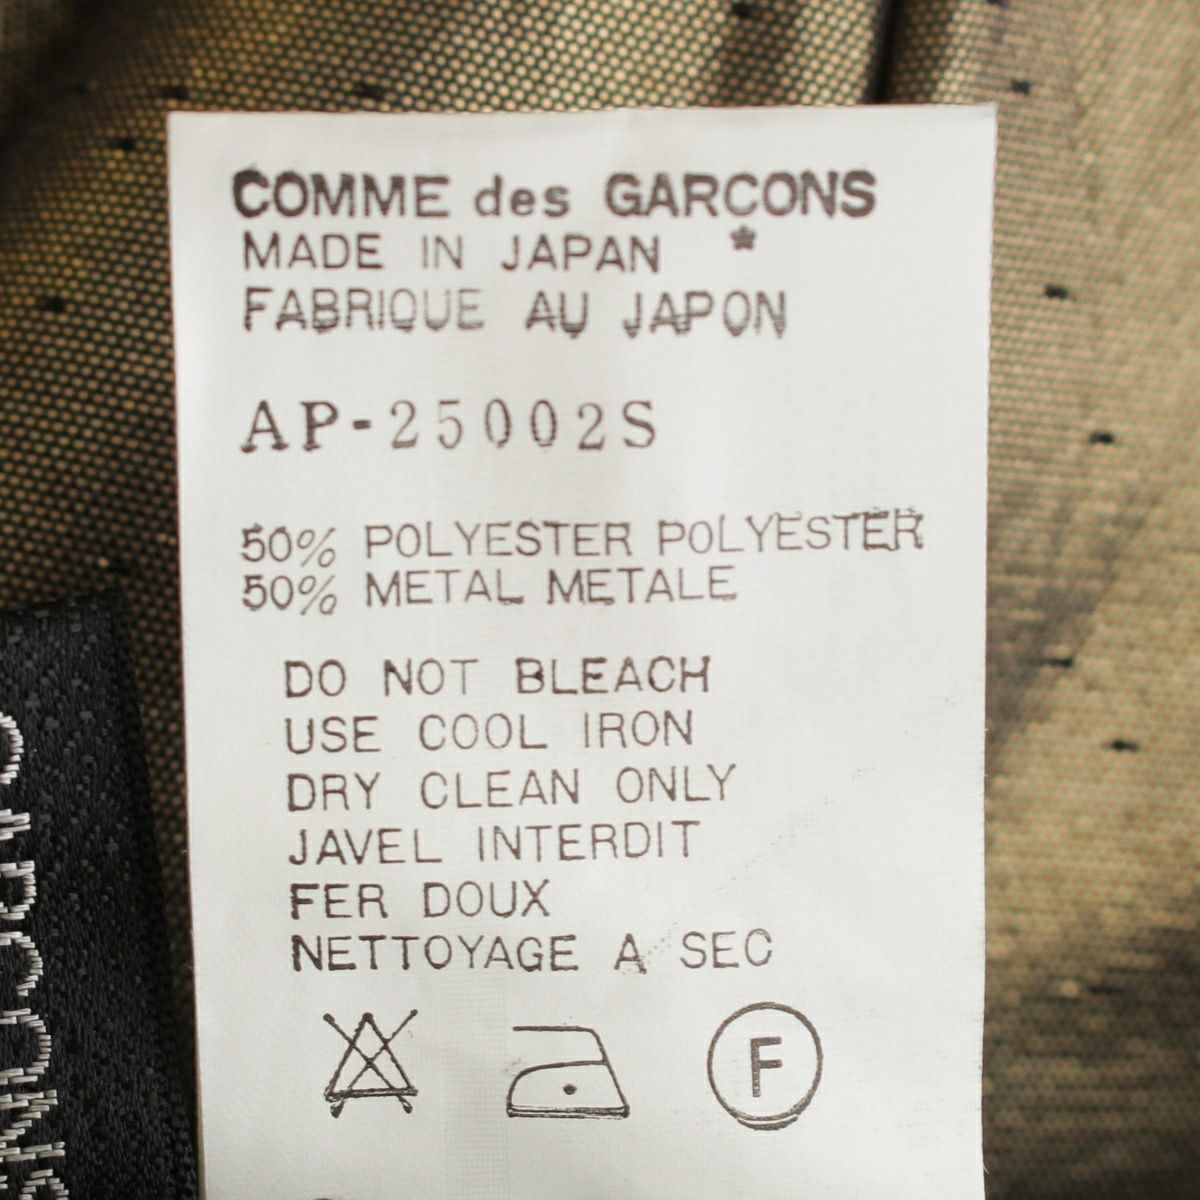 COMME des GARCONS
MADE IN JAPAN *
FABRIQUE AU JAPON
AP-25002S
50% POLYESTER POLYESTER
50% METAL METALE
DO NOT BLEACH
USE COOL IRON
DRY CLEAN ONLY
JAVEL INTERDIT
FER DOUX
NETTOYAGE A SEC
F